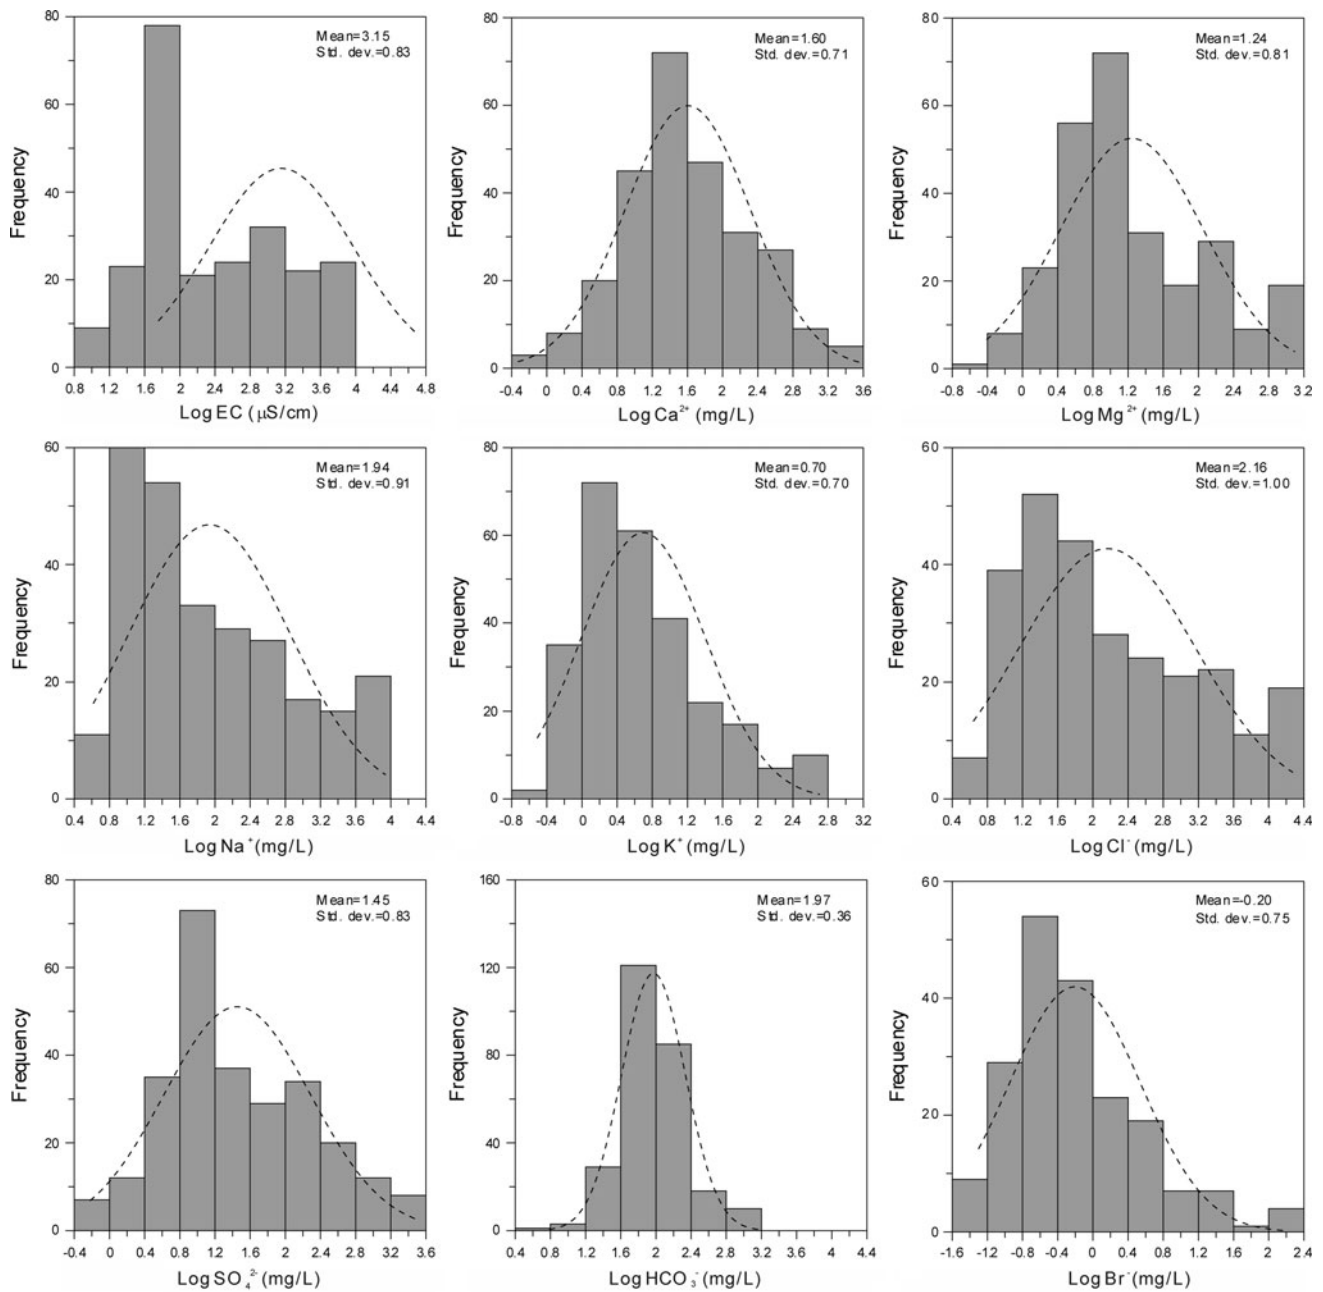 Mean=3.15
Std. dev.=0.83
Frequency
80
60
40
20
0
0.8 1.2 1.6 2 2.4 2.8 3.2 3.6 4 4.4 4.8
Log EC (μS/cm)
Mean=1.60
Std. dev.=0.71
Frequency
80
60
40
20
0
-0.4 0 0.4 0.8 1.2 1.6 2 2.4 2.8 3.2 3.6
Log Ca²⁺ (mg/L)
Mean=1.24
Std. dev.=0.81
Frequency
80
60
40
20
0
-0.8 -0.4 0 0.4 0.8 1.2 1.6 2 2.4 2.8 3.2
Log Mg²⁺ (mg/L)
Mean=1.94
Std. dev.=0.91
Frequency
60
40
20
0
0.4 0.8 1.2 1.6 2 2.4 2.8 3.2 3.6 4 4.4
Log Na⁺(mg/L)
Mean=0.70
Std. dev.=0.70
Frequency
80
60
40
20
0
-0.8 -0.4 0 0.4 0.8 1.2 1.6 2 2.4 2.8 3.2
Log K⁺ (mg/L)
Mean=2.16
Std. dev.=1.00
Frequency
60
40
20
0
0.4 0.8 1.2 1.6 2 2.4 2.8 3.2 3.6 4 4.4
Log Cl⁻ (mg/L)
Mean=1.45
Std. dev.=0.83
Frequency
80
60
40
20
0
-0.4 0 0.4 0.8 1.2 1.6 2 2.4 2.8 3.2 3.6
Log SO₄²⁻ (mg/L)
Mean=1.97
Std. dev.=0.36
Frequency
160
120
80
40
0
0.4 0.8 1.2 1.6 2 2.4 2.8 3.2 3.6 4 4.4
Log HCO₃⁻ (mg/L)
Mean=-0.20
Std. dev.=0.75
Frequency
60
40
20
0
-1.6 -1.2 -0.8 -0.4 0 0.4 0.8 1.2 1.6 2 2.4
Log Br⁻(mg/L)